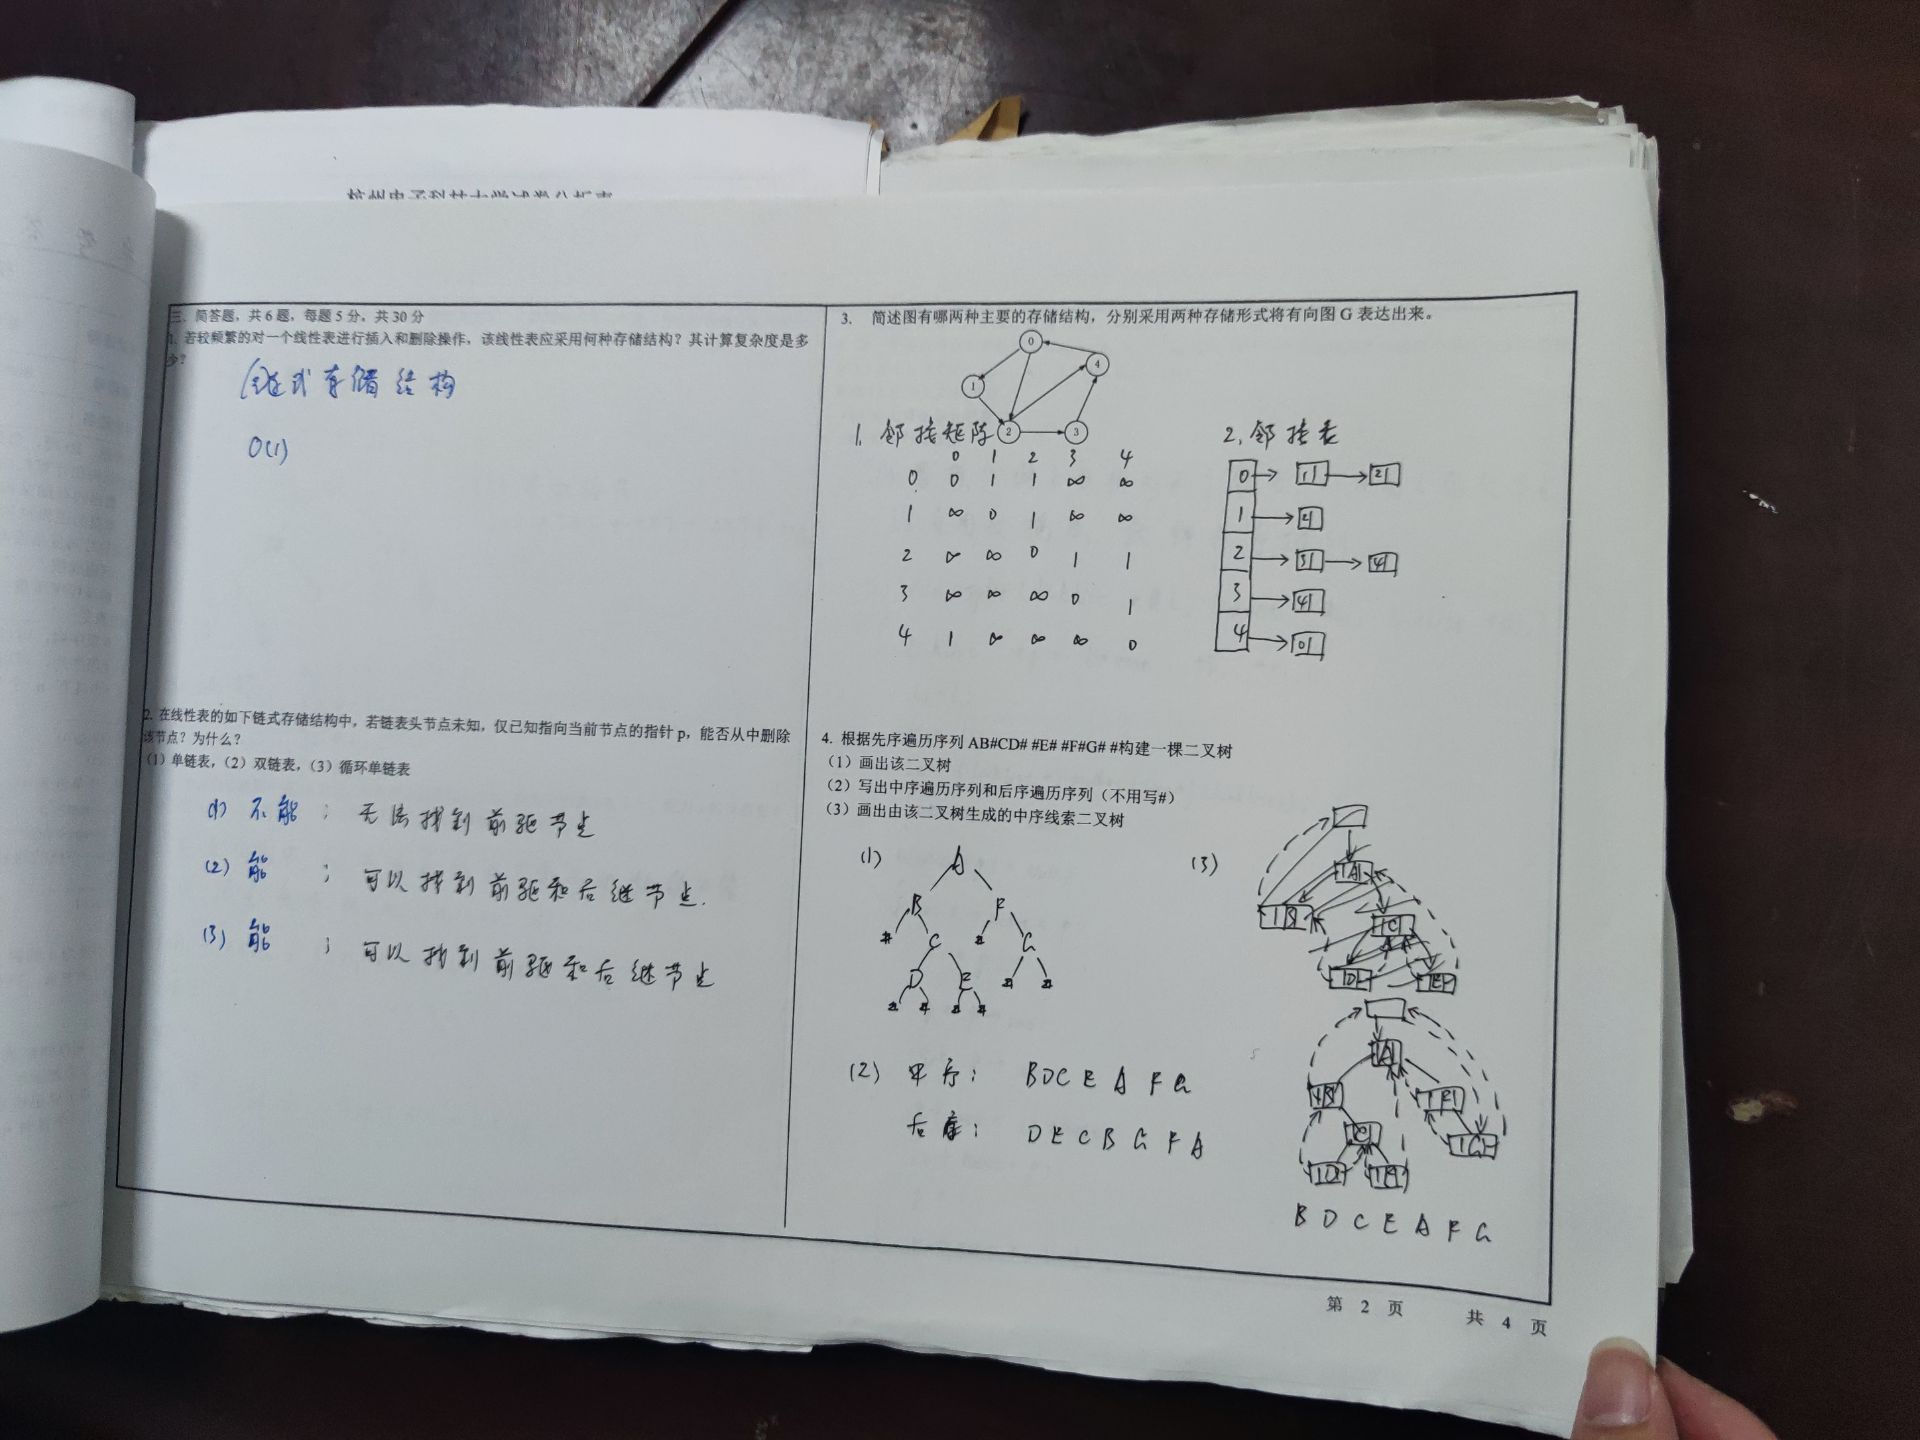 杭州电子科技大学试卷分析表
三、简答题，共6题，每题5分，共30分
1. 若较频繁的对一个线性表进行插入和删除操作，该线性表应采用何种存储结构？其计算复杂度是多
少？
链式存储结构
O(1)
2. 在线性表的如下链式存储结构中，若链表头节点未知，仅已知指向当前节点的指针 p，能否从中删除
该节点？为什么？
（1）单链表，（2）双链表，（3）循环单链表
(1) 不能； 无法找到前驱节点
(2) 能 ； 可以找到前驱和后继节点.
(3) 能 ； 可以找到前驱和后继节点
3. 简述图有哪两种主要的存储结构，分别采用两种存储形式将有向图 G 表达出来。
0
4
1
2
3
1. 邻接矩阵
0 1 2 3 4
0 0 1 1 ∞ ∞
1 ∞ 0 1 ∞ ∞
2 ∞ ∞ 0 1 1
3 ∞ ∞ ∞ 0 1
4 1 ∞ ∞ ∞ 0
2. 邻接表
0 1 2
1 2
2 3 4
3 4
4 0
4. 根据先序遍历序列 AB#CD# #E# #F#G# #构建一棵二叉树
（1）画出该二叉树
（2）写出中序遍历序列和后序遍历序列（不用写#）
（3）画出由该二叉树生成的中序线索二叉树
(1)
A
B F
# C # G
D E # #
# # # #
(2) 中序： B D C E A F G
后序： D E C B G F A
(3)
A
B
C
D E
A
B F
C G
D E
B D C E A F G
第 2 页 共 4 页